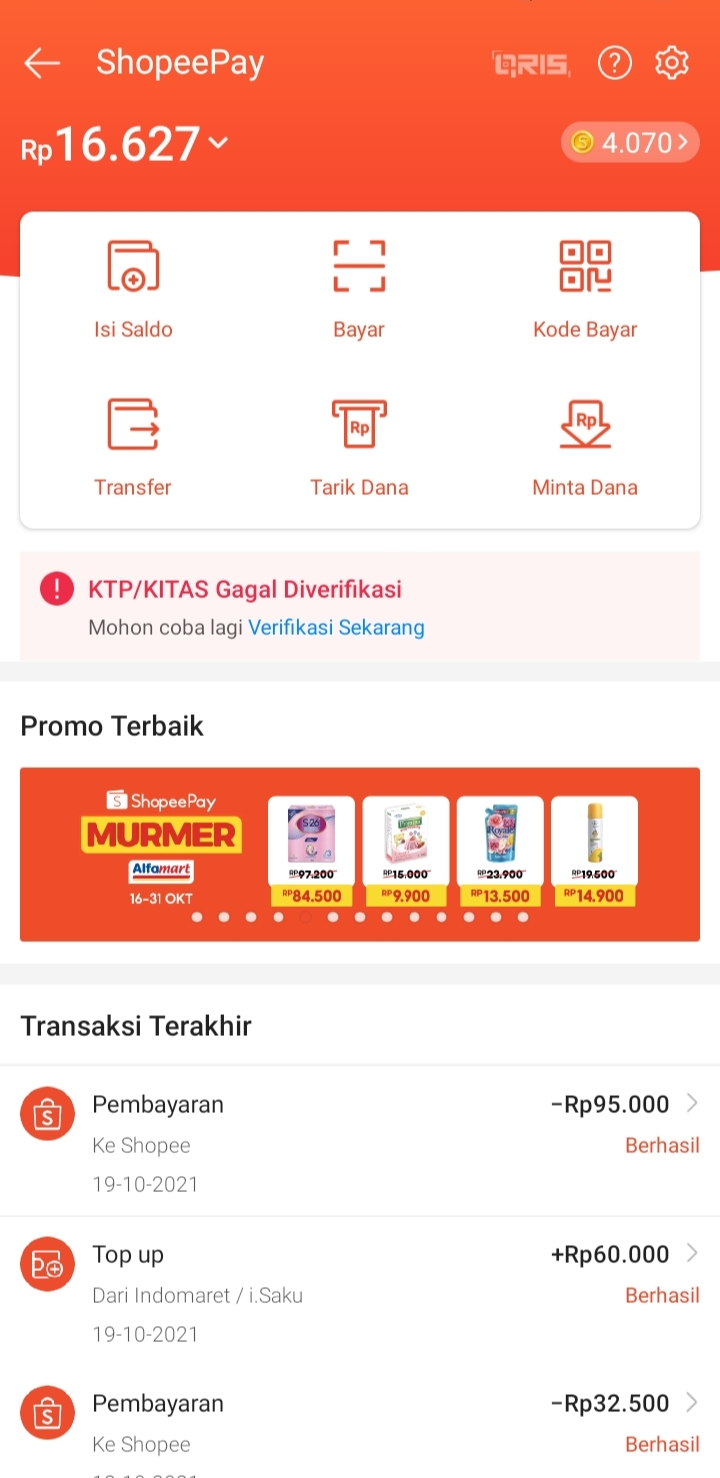 ShopeePay
QRIS
?
Rp16.627
S 4.070
Isi Saldo
Bayar
Kode Bayar
Transfer
Rp
Tarik Dana
Rp
Minta Dana
! KTP/KITAS Gagal Diverifikasi
Mohon coba lagi Verifikasi Sekarang
Promo Terbaik
S ShopeePay
MURMER
Alfamart
16-31 OKT
S-26
RP97.200
RP84.500
RP15.000
RP9.900
Royale
RP23.900
RP13.500
RP19.500
RP14.900
Transaksi Terakhir
S
Pembayaran
-Rp95.000
Ke Shopee
Berhasil
19-10-2021
Top up
+Rp60.000
Dari Indomaret / i.Saku
Berhasil
19-10-2021
S
Pembayaran
-Rp32.500
Ke Shopee
Berhasil